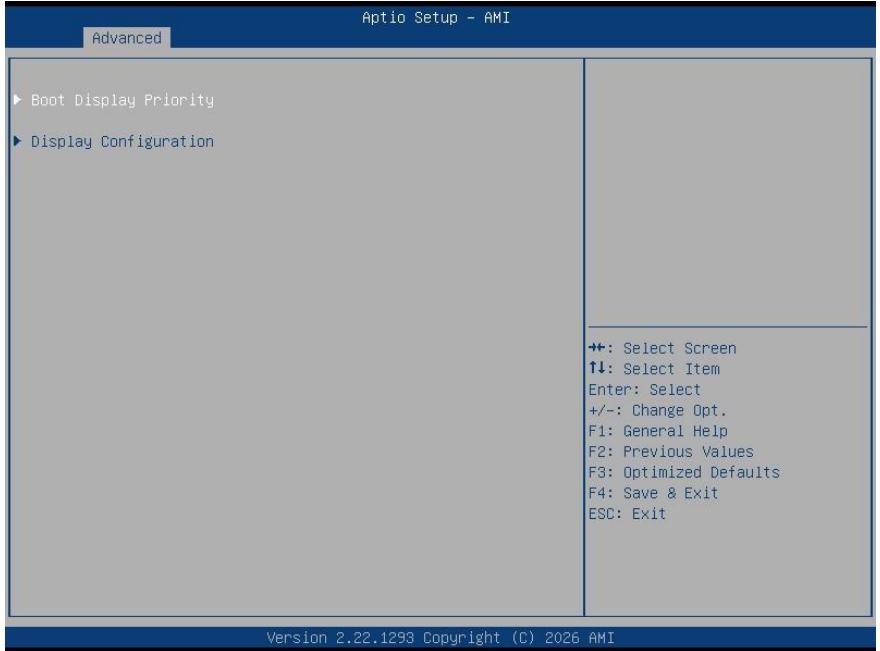 Aptio Setup – AMI
Advanced
Boot Display Priority
Display Configuration
→←: Select Screen
↑↓: Select Item
Enter: Select
+/-: Change Opt.
F1: General Help
F2: Previous Values
F3: Optimized Defaults
F4: Save & Exit
ESC: Exit
Version 2.22.1293 Copyright (C) 2026 AMI